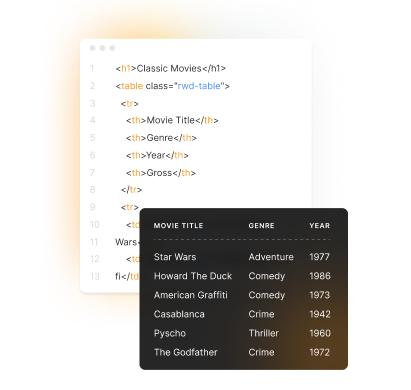 1 <h1>Classic Movies</h1>
2 <table class="rwd-table">
3 <tr>
4 <th>Movie Title</th>
5 <th>Genre</th>
6 <th>Year</th>
7 <th>Gross</th>
8 </tr>
9 <tr>
10 <td
11 Wars<
12 <td
13 fi</td
MOVIE TITLE GENRE YEAR
Star Wars Adventure 1977
Howard The Duck Comedy 1986
American Graffiti Comedy 1973
Casablanca Crime 1942
Pyscho Thriller 1960
The Godfather Crime 1972